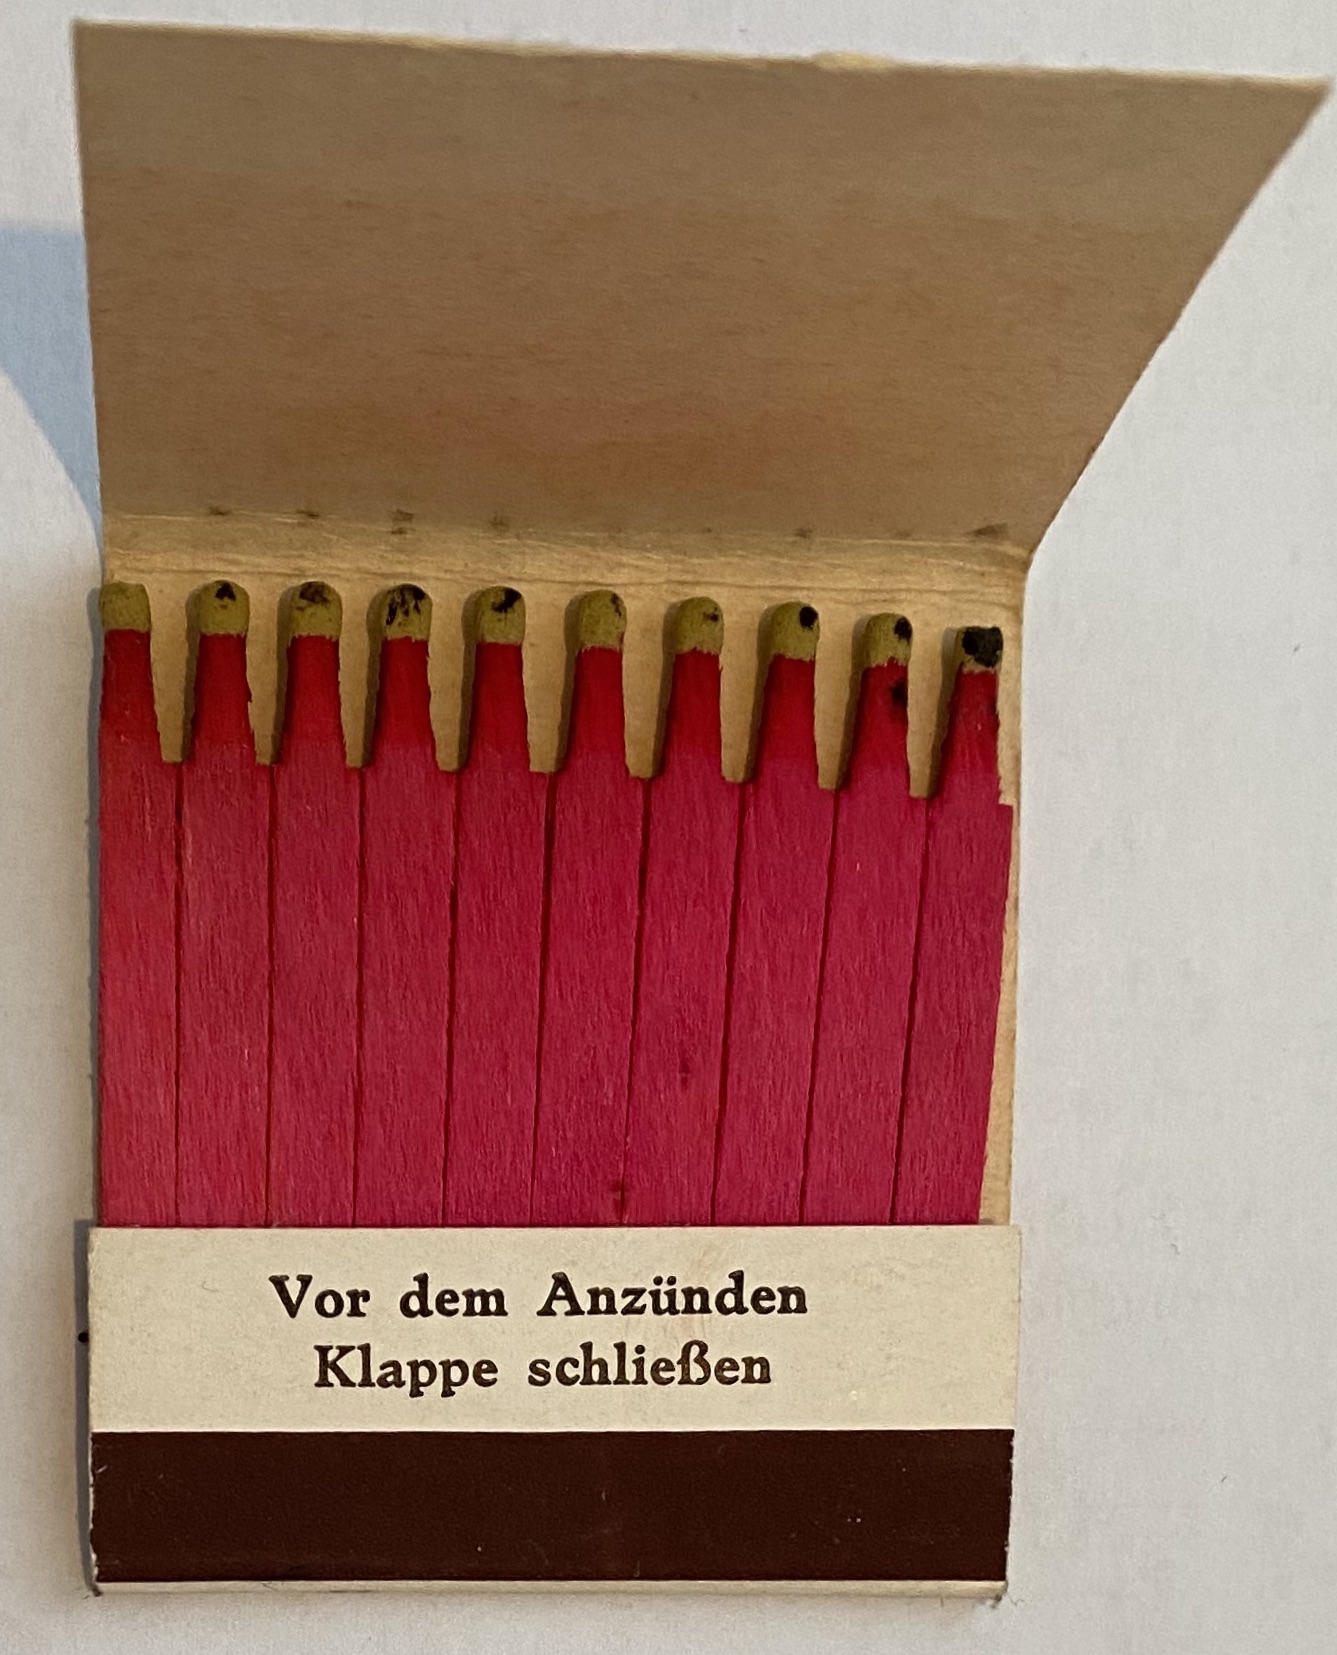 Vor dem Anzünden
Klappe schließen